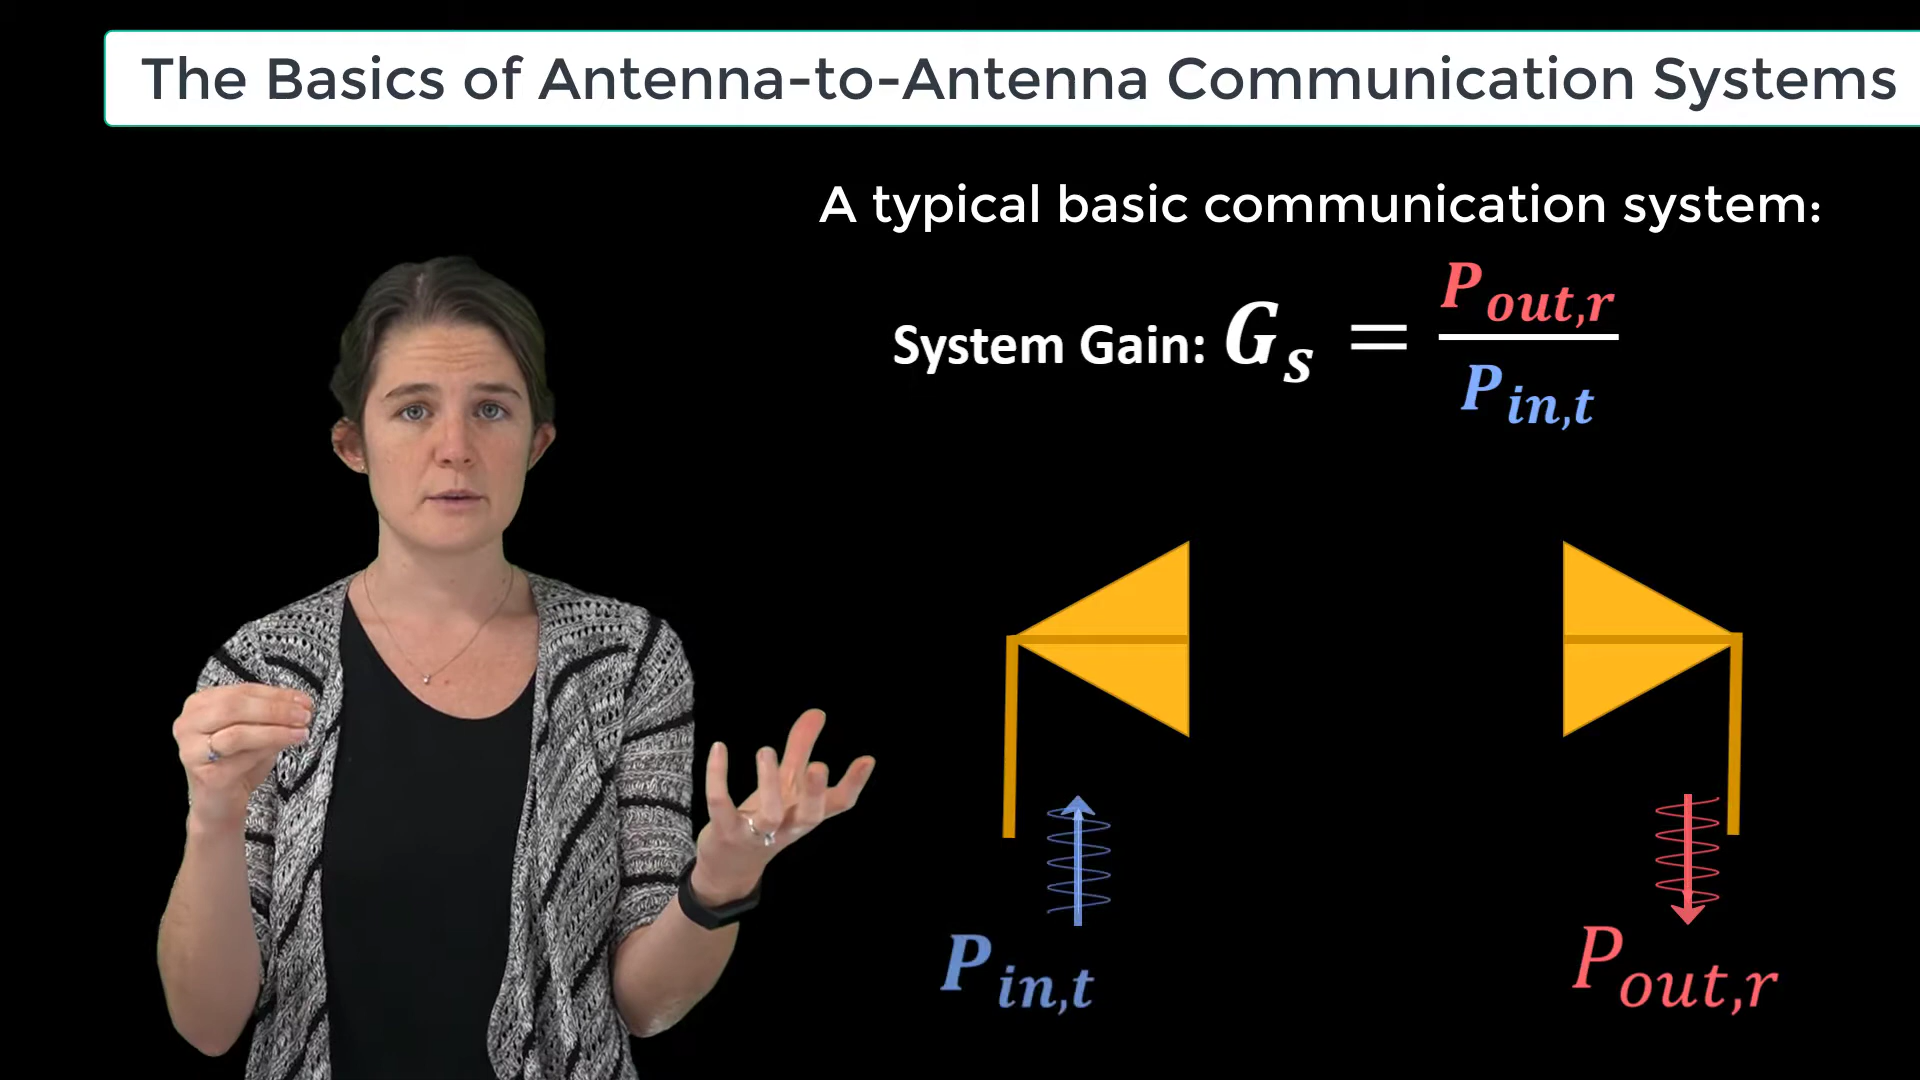 The Basics of Antenna-to-Antenna Communication Systems
A typical basic communication system:
System Gain: G_s = P_out,r / P_in,t
P_in,t
P_out,r